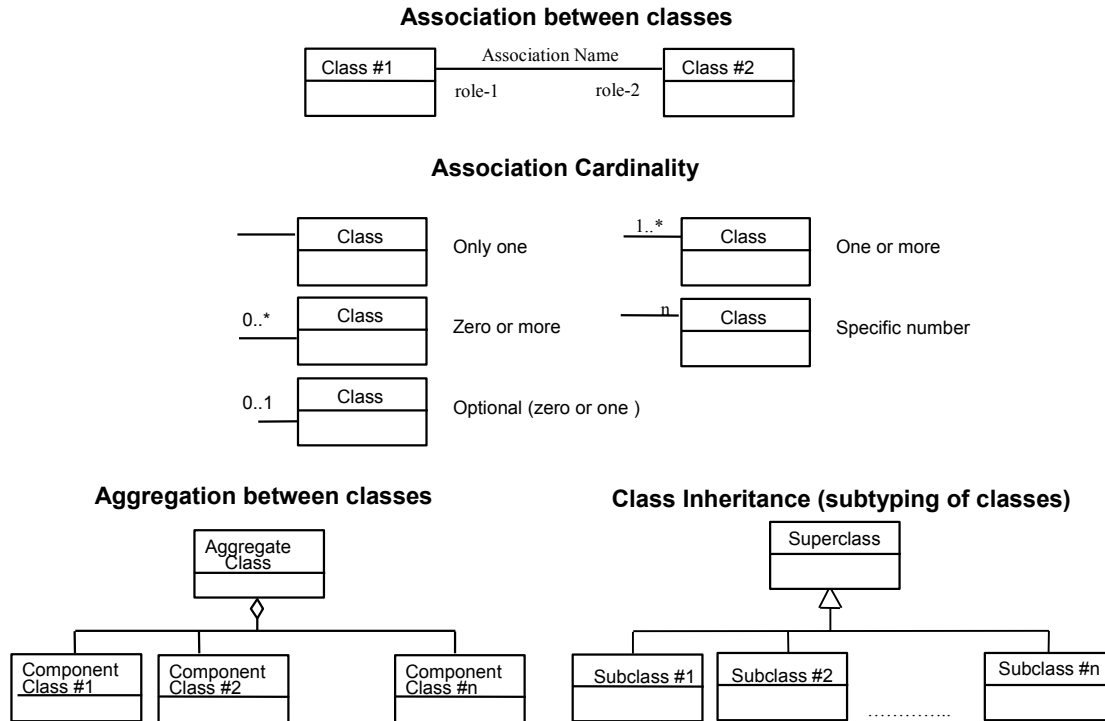 Association between classes
Class #1
Association Name
Class #2
role-1
role-2
Association Cardinality
Class
Only one
1..*
Class
One or more
0..*
Class
Zero or more
n
Class
Specific number
0..1
Class
Optional (zero or one )
Aggregation between classes
Aggregate
Class
Component
Class #1
Component
Class #2
Component
Class #n
Class Inheritance (subtyping of classes)
Superclass
Subclass #1
Subclass #2
Subclass #n
…………..